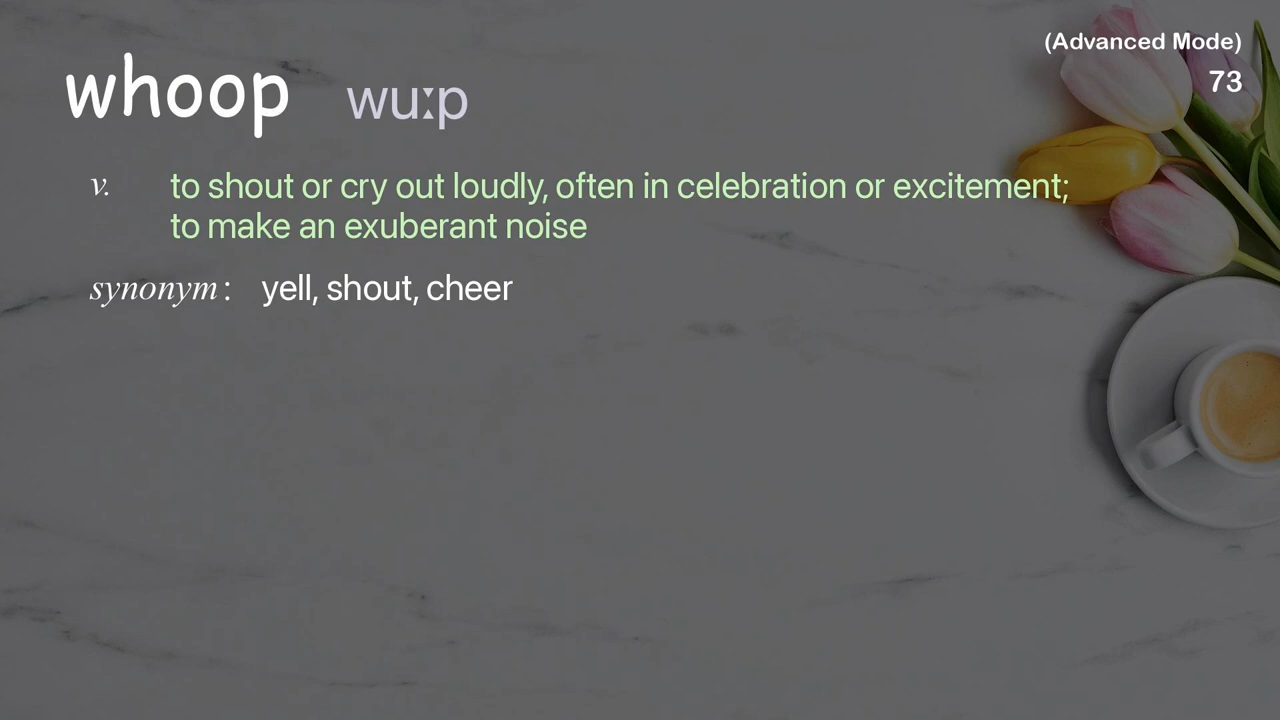 (Advanced Mode)
73
whoop wuːp
v. to shout or cry out loudly, often in celebration or excitement;
to make an exuberant noise
synonym: yell, shout, cheer